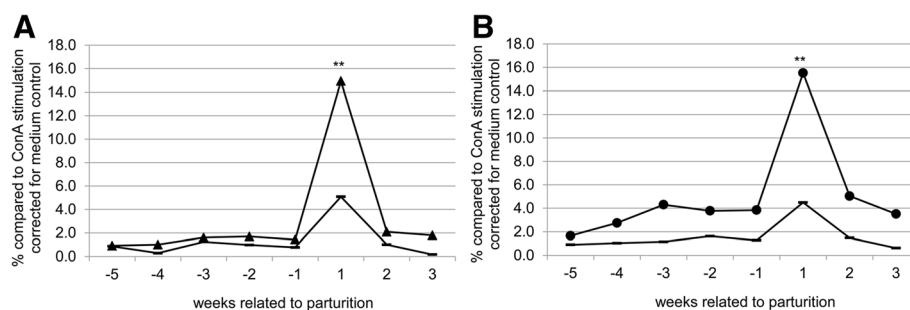 A
% compared to ConA stimulation
corrected for medium control
18.0
16.0
14.0
12.0
10.0
8.0
6.0
4.0
2.0
0.0
**
-5 -4 -3 -2 -1 1 2 3
weeks related to parturition
B
% compared to ConA stimulation
corrected for medium control
18.0
16.0
14.0
12.0
10.0
8.0
6.0
4.0
2.0
0.0
**
-5 -4 -3 -2 -1 1 2 3
weeks related to parturition